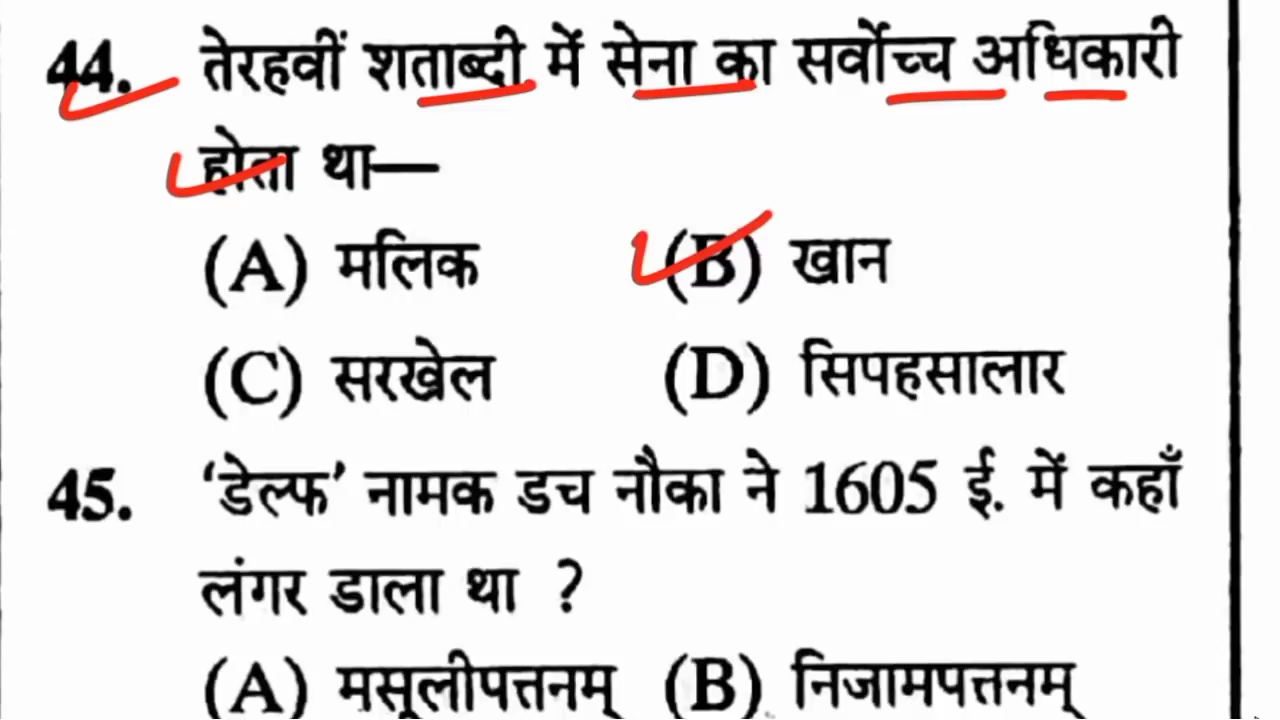 44. तेरहवीं शताब्दी में सेना का सर्वोच्च अधिकारी
होता था—
(A) मलिक (B) खान
(C) सरखेल (D) सिपहसालार
45. ‘डेल्फ’ नामक डच नौका ने 1605 ई. में कहाँ
लंगर डाला था ?
(A) मसूलीपत्तनम् (B) निजामपत्तनम्